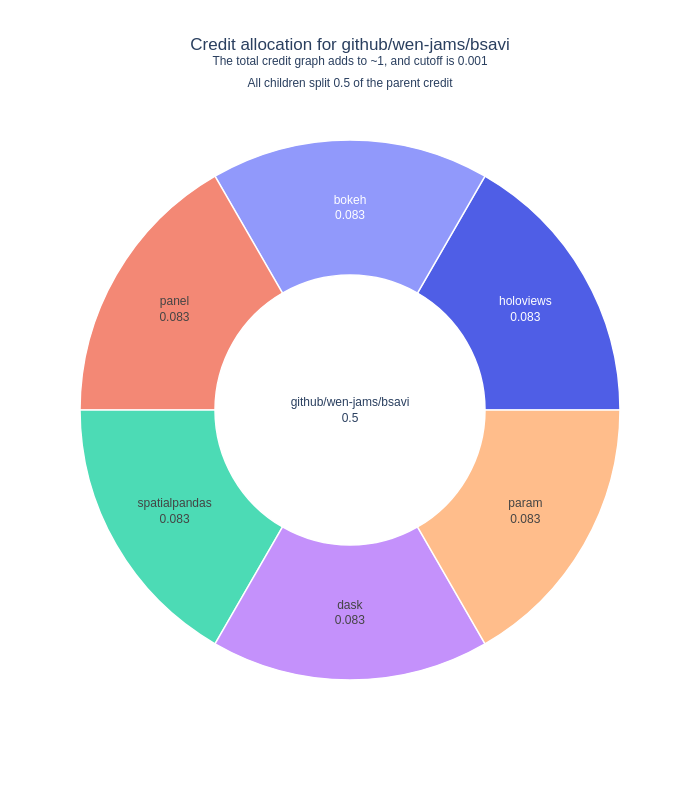 Credit allocation for github/wen-jams/bsavi
The total credit graph adds to ~1, and cutoff is 0.001
All children split 0.5 of the parent credit
bokeh
0.083
panel
0.083
holoviews
0.083
github/wen-jams/bsavi
0.5
spatialpandas
0.083
param
0.083
dask
0.083